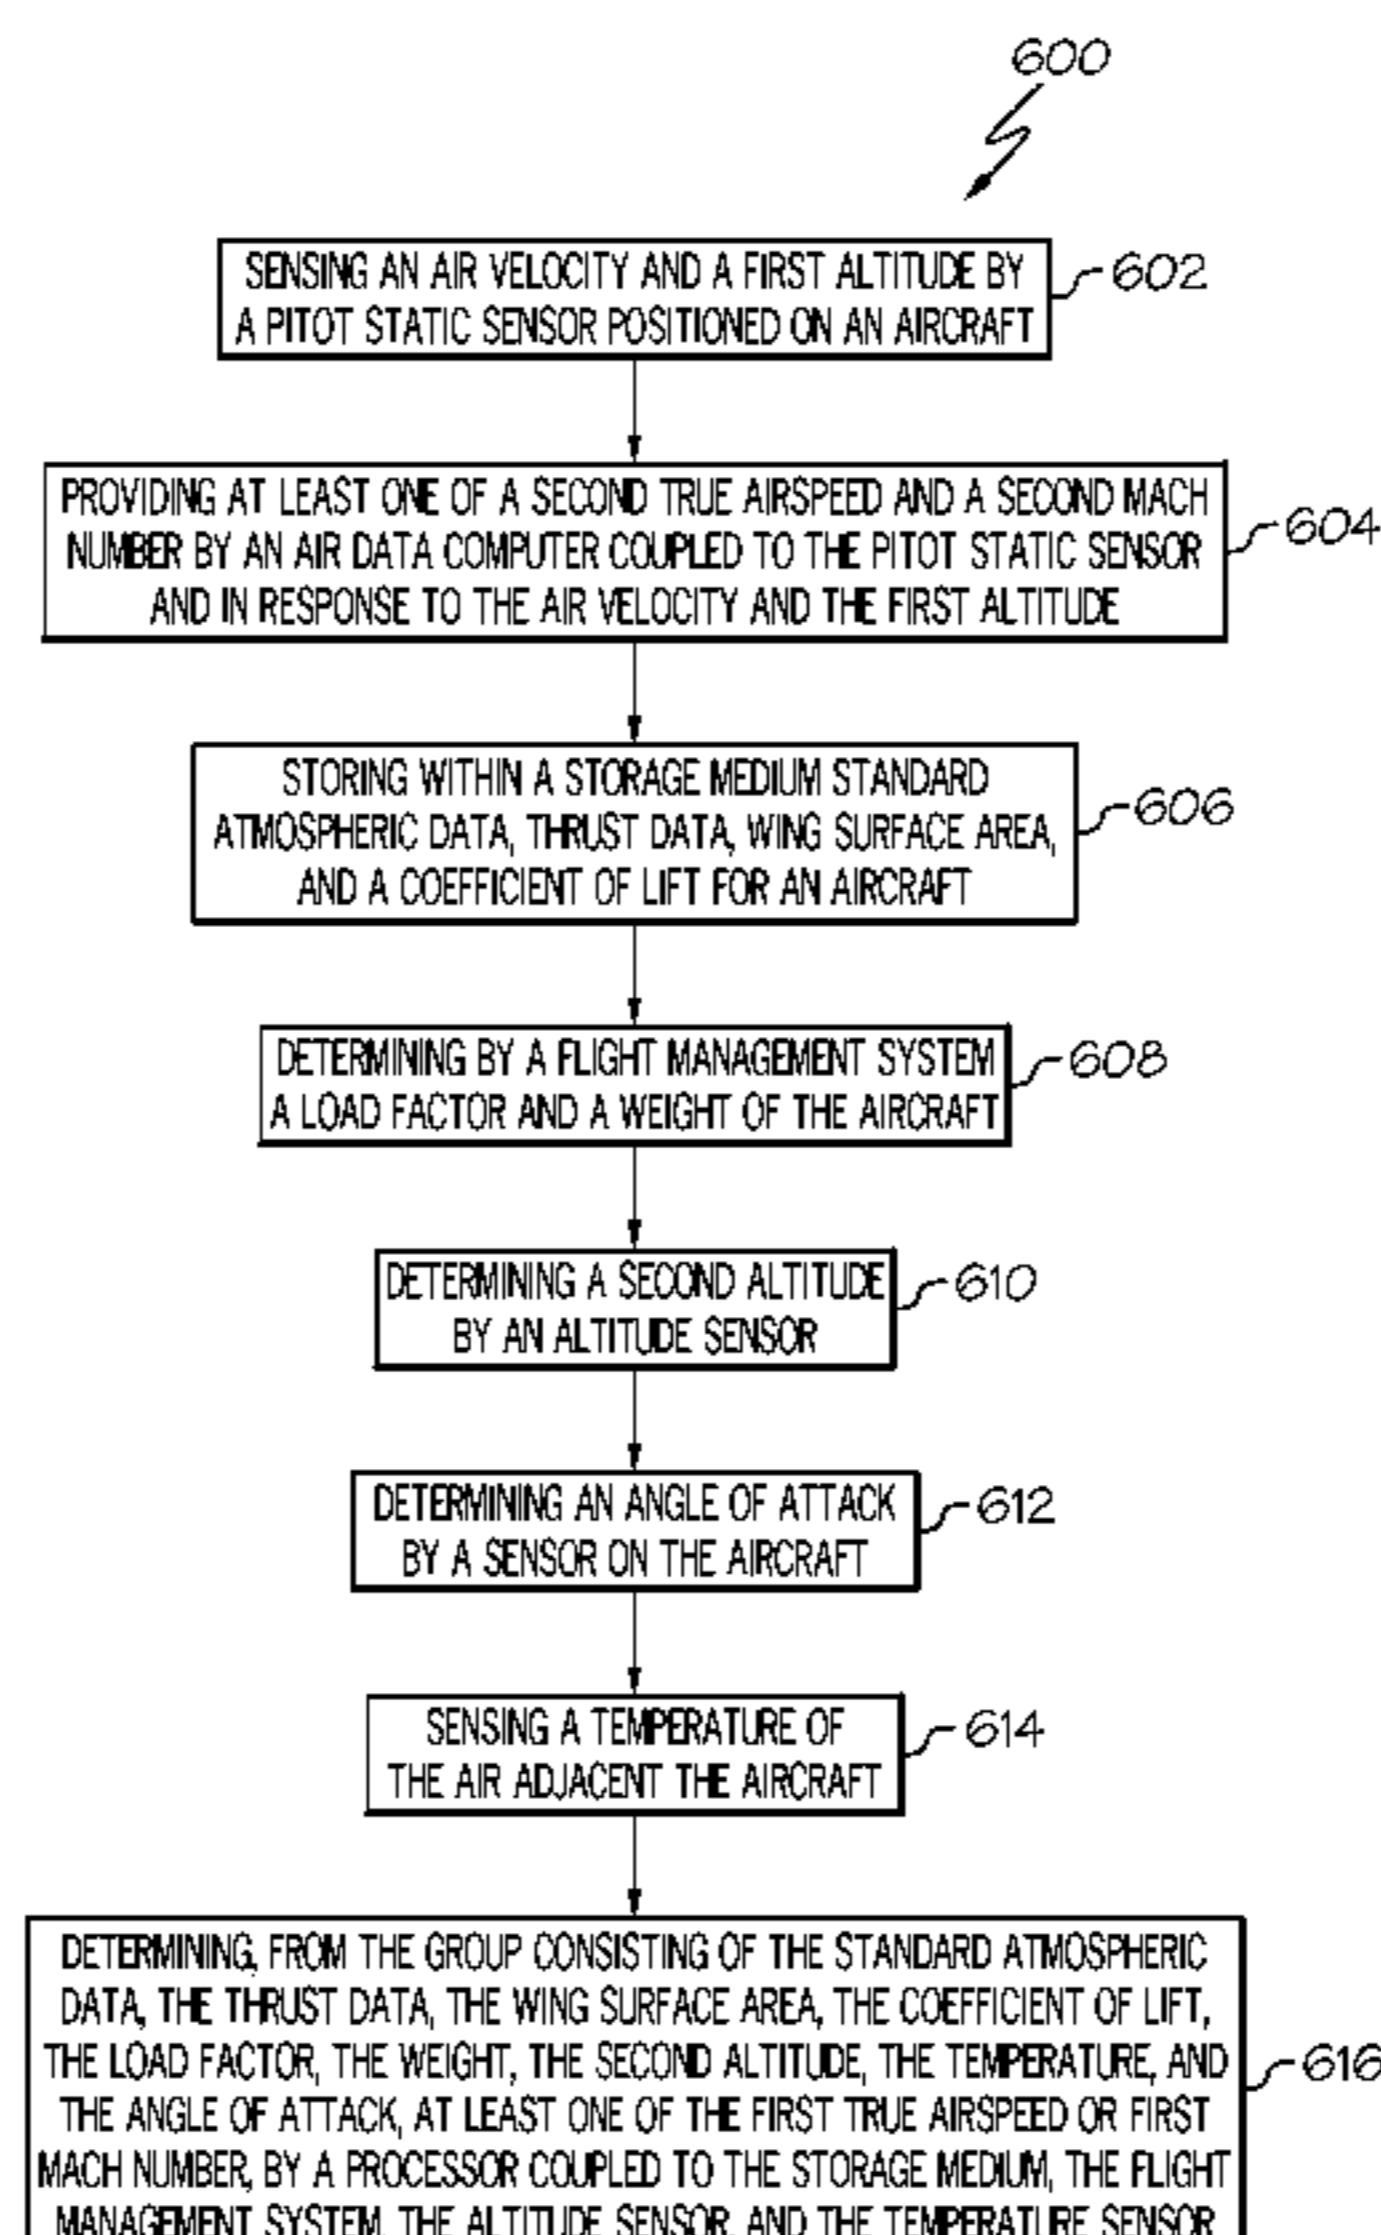 600
SENSING AN AIR VELOCITY AND A FIRST ALTITUDE BY
A PITOT STATIC SENSOR POSITIONED ON AN AIRCRAFT
602
PROVIDING AT LEAST ONE OF A SECOND TRUE AIRSPEED AND A SECOND MACH
NUMBER BY AN AIR DATA COMPUTER COUPLED TO THE PITOT STATIC SENSOR
AND IN RESPONSE TO THE AIR VELOCITY AND THE FIRST ALTITUDE
604
STORING WITHIN A STORAGE MEDIUM STANDARD
ATMOSPHERIC DATA, THRUST DATA, WING SURFACE AREA,
AND A COEFFICIENT OF LIFT FOR AN AIRCRAFT
606
DETERMINING BY A FLIGHT MANAGEMENT SYSTEM
A LOAD FACTOR AND A WEIGHT OF THE AIRCRAFT
608
DETERMINING A SECOND ALTITUDE
BY AN ALTITUDE SENSOR
610
DETERMINING AN ANGLE OF ATTACK
BY A SENSOR ON THE AIRCRAFT
612
SENSING A TEMPERATURE OF
THE AIR ADJACENT THE AIRCRAFT
614
DETERMINING, FROM THE GROUP CONSISTING OF THE STANDARD ATMOSPHERIC
DATA, THE THRUST DATA, THE WING SURFACE AREA, THE COEFFICIENT OF LIFT,
THE LOAD FACTOR, THE WEIGHT, THE SECOND ALTITUDE, THE TEMPERATURE, AND
THE ANGLE OF ATTACK, AT LEAST ONE OF THE FIRST TRUE AIRSPEED OR FIRST
MACH NUMBER, BY A PROCESSOR COUPLED TO THE STORAGE MEDIUM, THE FLIGHT
MANAGEMENT SYSTEM, THE ALTITUDE SENSOR, AND THE TEMPERATURE SENSOR
616